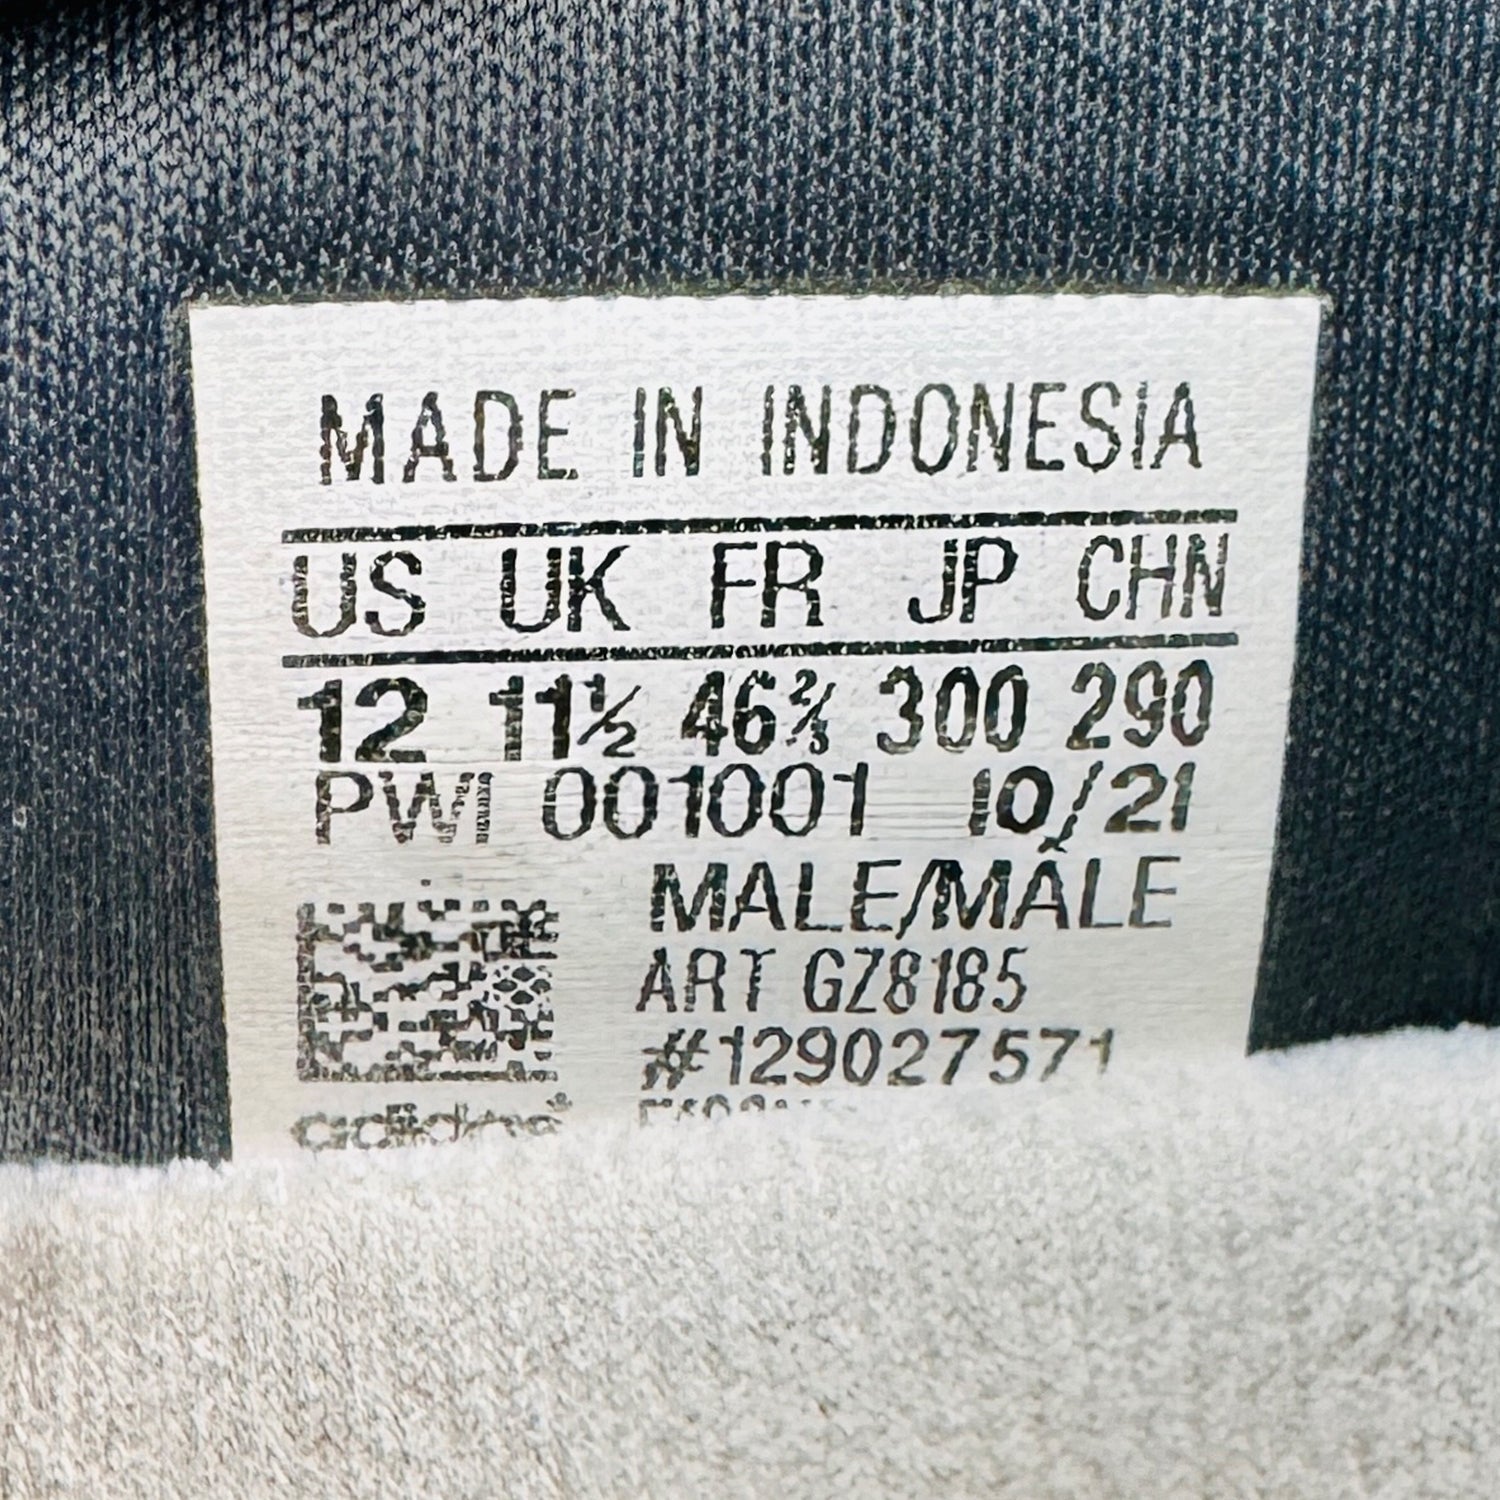 MADE IN INDONESIA
US UK FR JP CHN
12 11½ 46⅔ 300 290
PWI 001001 10/21
MALE/MÂLE
ART GZ8185
#129027571
adidas